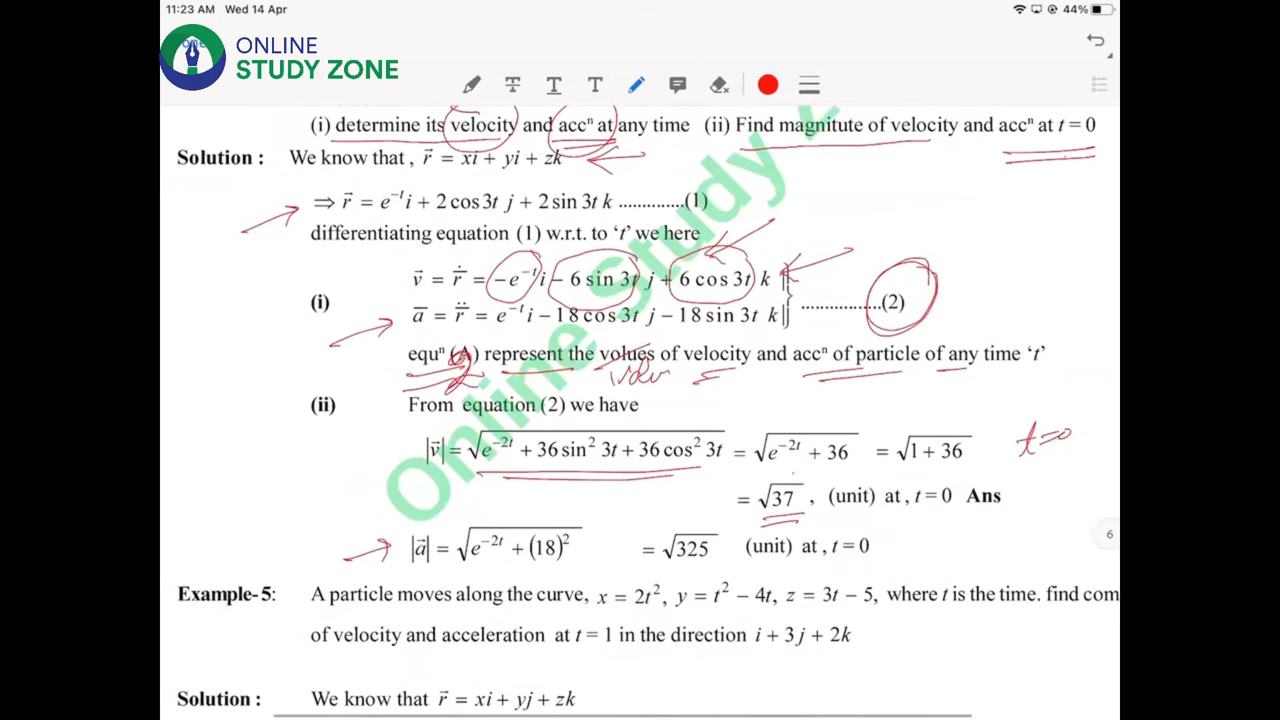 11:23 AM Wed 14 Apr
44%
ONLINE
STUDY ZONE
(i) determine its velocity and accⁿ at any time (ii) Find magnitute of velocity and accⁿ at t = 0
Solution : We know that , r⃗ = xi + yi + zk
⇒ r⃗ = e⁻ᵗi + 2 cos 3t j + 2 sin 3t k ..............(1)
differentiating equation (1) w.r.t. to ‘t’ we here
v⃗ = ṙ⃗ = −e⁻ᵗi − 6 sin 3t j + 6 cos 3t k
(i) ................(2)
a̅ = r̈⃗ = e⁻ᵗi − 18 cos 3t j − 18 sin 3t k
equⁿ (A) represent the volues of velocity and accⁿ of particle of any time ‘t’
2
(ii) From equation (2) we have
|v⃗| = √(e⁻²ᵗ + 36 sin² 3t + 36 cos² 3t) = √(e⁻²ᵗ + 36) = √(1 + 36)
t=0
= √37 , (unit) at , t = 0 Ans
|a⃗| = √(e⁻²ᵗ + (18)²) = √325 (unit) at , t = 0
6
Example-5: A particle moves along the curve, x = 2t², y = t² − 4t, z = 3t − 5, where t is the time. find com
of velocity and acceleration at t = 1 in the direction i + 3j + 2k
Solution : We know that r⃗ = xi + yj + zk
Online Study Z